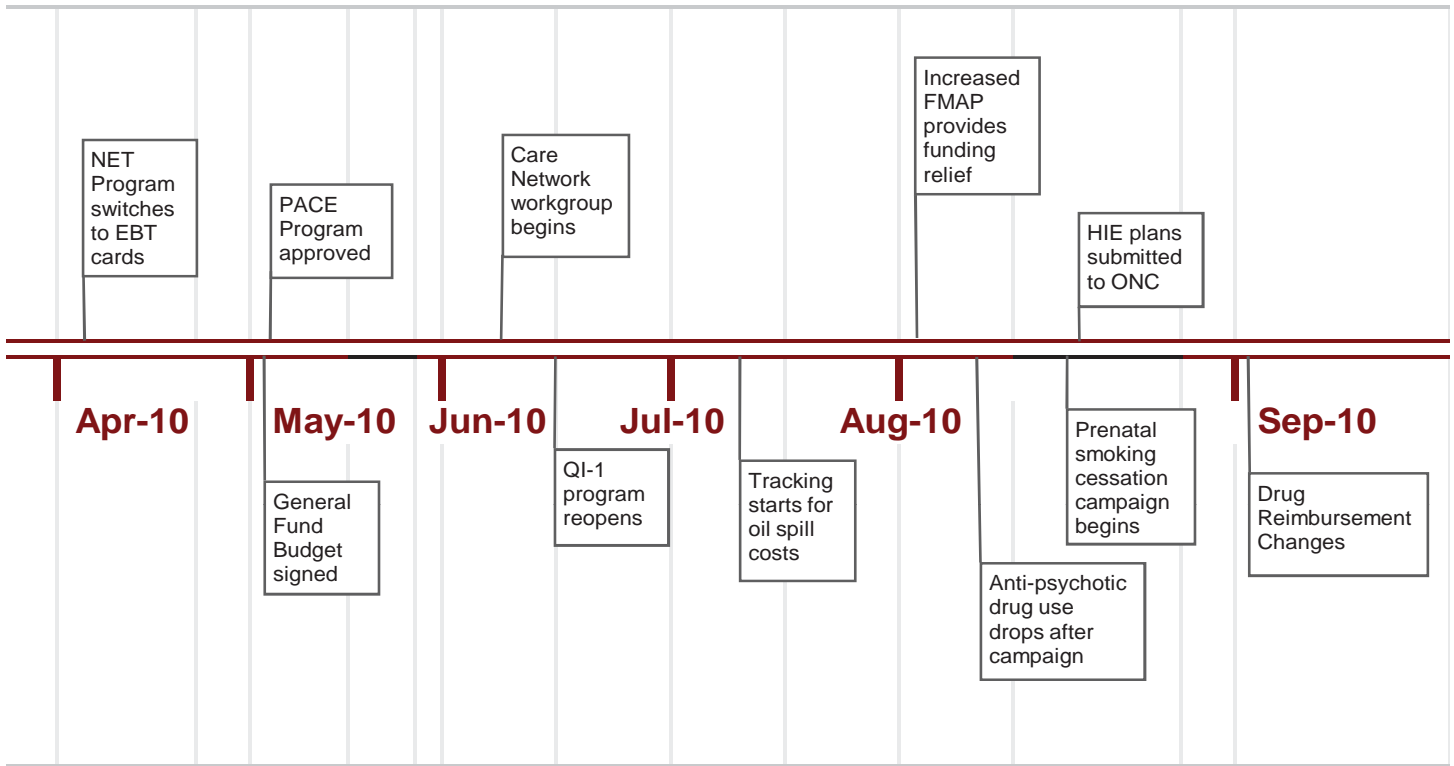 NET
Program
switches
to EBT
cards
PACE
Program
approved
Care
Network
workgroup
begins
Increased
FMAP
provides
funding
relief
HIE plans
submitted
to ONC
Apr-10
May-10
Jun-10
Jul-10
Aug-10
Sep-10
General
Fund
Budget
signed
QI-1
program
reopens
Tracking
starts for
oil spill
costs
Anti-psychotic
drug use
drops after
campaign
Prenatal
smoking
cessation
campaign
begins
Drug
Reimbursement
Changes